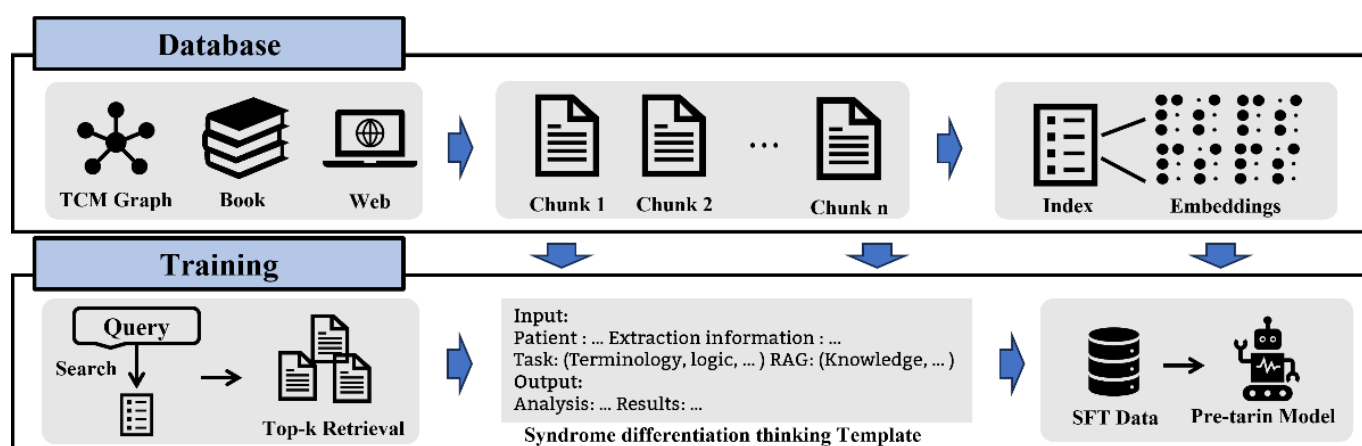 Database
TCM Graph
Book
Web
Chunk 1
Chunk 2
...
Chunk n
Index
Embeddings
Training
Query
Search
Top-k Retrieval
Input:
Patient : ... Extraction information : ...
Task: (Terminology, logic, ... ) RAG: (Knowledge, ... )
Output:
Analysis: ... Results: ...
Syndrome differentiation thinking Template
SFT Data
Pre-tarin Model